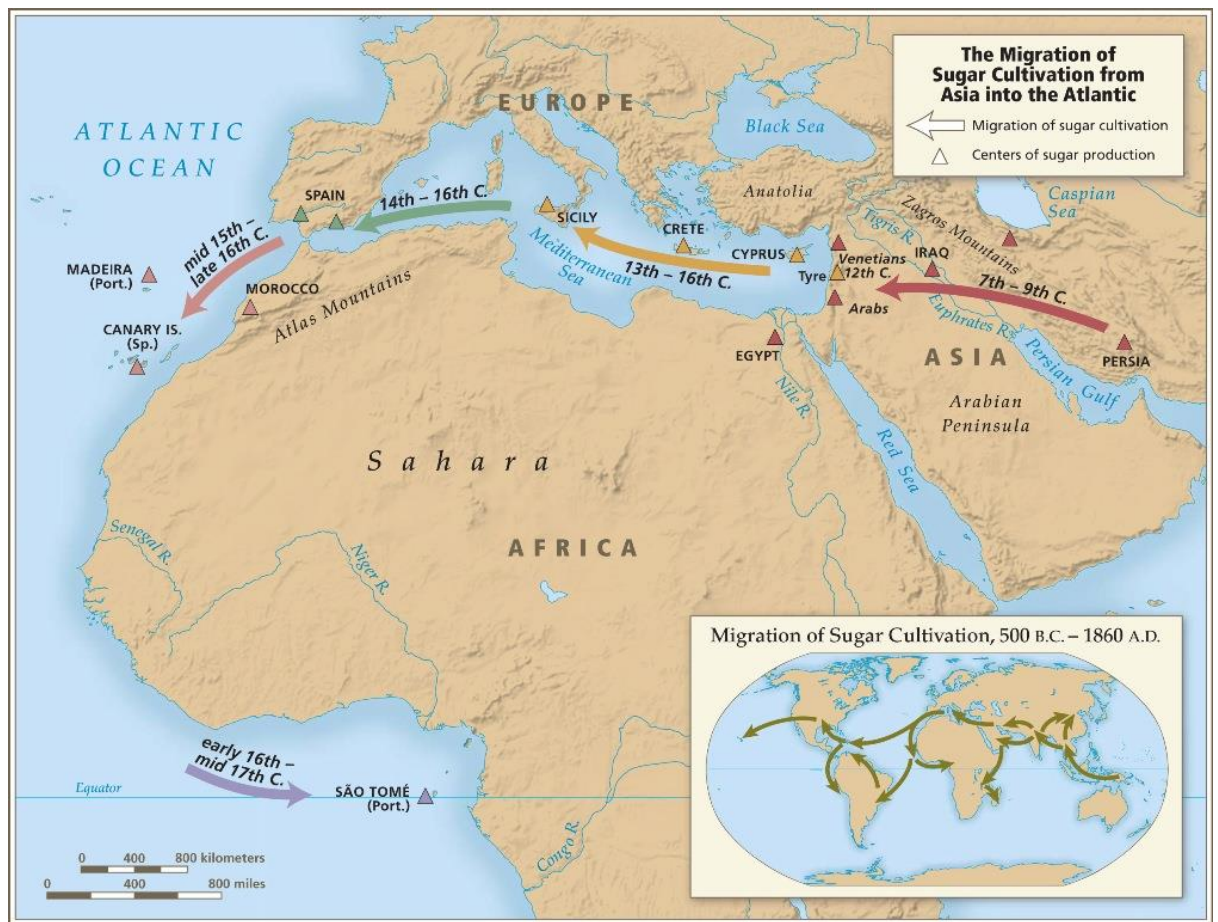 The Migration of
Sugar Cultivation from
Asia into the Atlantic
Migration of sugar cultivation
Centers of sugar production
EUROPE
ATLANTIC
OCEAN
Black Sea
Caspian
Sea
SPAIN
14th – 16th C.
Anatolia
Zagros Mountains
Tigris R.
SICILY
CRETE
CYPRUS
Venetians
12th C.
Tyre
IRAQ
mid 15th –
late 16th C.
Mediterranean
Sea
13th – 16th C.
7th – 9th C.
MADEIRA
(Port.)
MOROCCO
Atlas Mountains
Arabs
Euphrates R.
CANARY IS.
(Sp.)
EGYPT
ASIA
PERSIA
Persian Gulf
Nile R.
Arabian
Peninsula
Red Sea
Sahara
AFRICA
Senegal R.
Niger R.
Migration of Sugar Cultivation, 500 B.C. – 1860 A.D.
early 16th –
mid 17th C.
Equator
SÃO TOMÉ
(Port.)
Congo R.
0 400 800 kilometers
0 400 800 miles